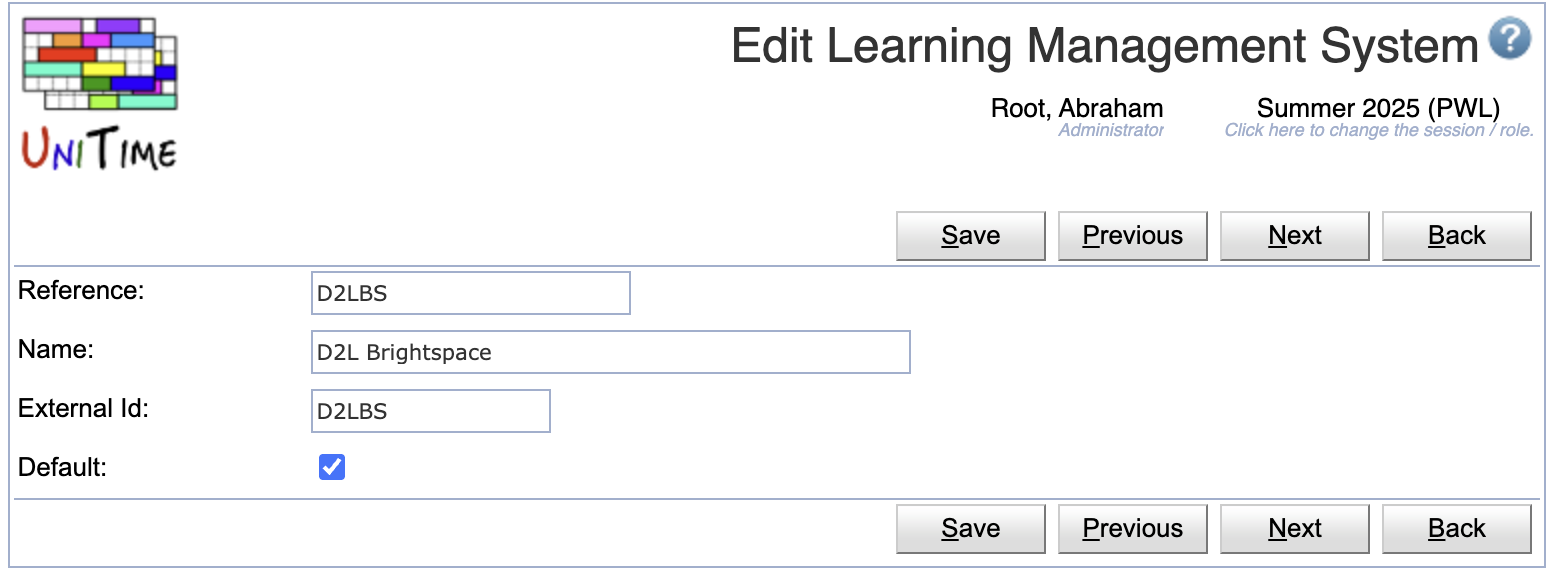 Edit Learning Management System ?
Root, Abraham Summer 2025 (PWL)
Administrator Click here to change the session / role.
UNITIME
Save Previous Next Back
Reference: D2LBS
Name: D2L Brightspace
External Id: D2LBS
Default:
Save Previous Next Back